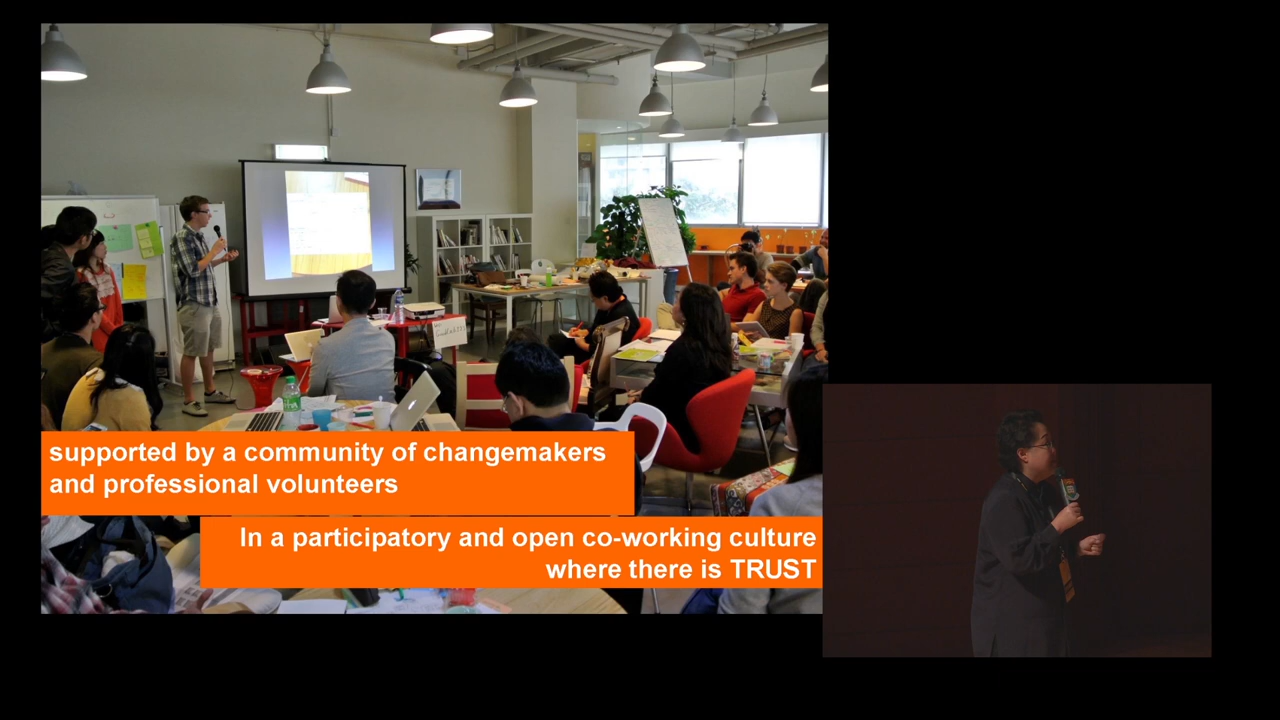 supported by a community of changemakers
and professional volunteers
In a participatory and open co-working culture
where there is TRUST